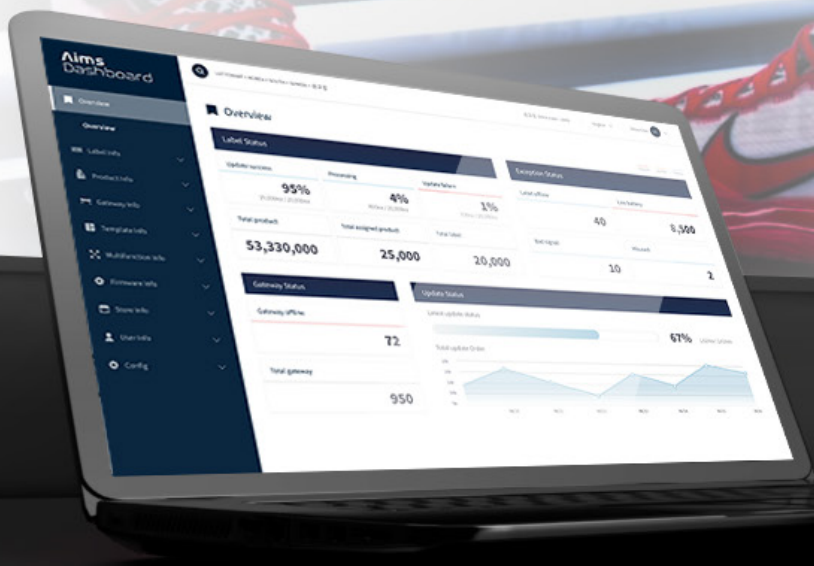 Aims
Dashboard
Overview
Overview
Label Info
Product Info
Gateway Info
Template Info
Multifunction Info
Firmware Info
Store Info
User Info
Config
Overview
Label Status
Update success
Processing
Update failure
95%
4%
1%
Total product
Total assigned product
Total label
53,330,000
25,000
20,000
Exception Status
Label offline
Low battery
40
8,500
Bad signal
10
2
Gateway Status
Gateway offline
72
Total gateway
950
Update Status
Latest update status
67%
Total update Order